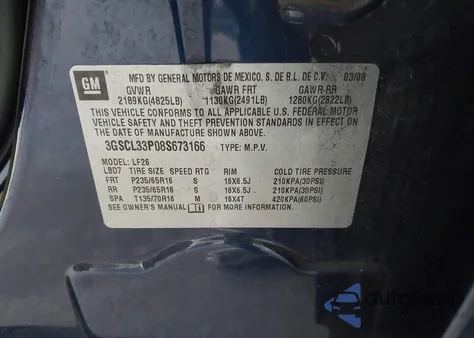 GM
MFD BY GENERAL MOTORS DE MEXICO, S. DE R.L. DE C.V. 03/08
GVWR GAWR FRT GAWR RR
2189KG(4825LB) 1130KG(2491LB) 1280KG(2822LB)
THIS VEHICLE CONFORMS TO ALL APPLICABLE U.S. FEDERAL MOTOR
VEHICLE SAFETY AND THEFT PREVENTION STANDARDS IN EFFECT ON
THE DATE OF MANUFACTURE SHOWN ABOVE.
3GSCL33P08S673166 TYPE: M.P.V.
MODEL: LF26
LBD7 TIRE SIZE SPEED RTG RIM COLD TIRE PRESSURE
FRT P235/65R16 S 16X6.5J 210KPA(30PSI)
RR P235/65R16 S 16X6.5J 210KPA(30PSI)
SPA T135/70R16 M 16X4T 420KPA(60PSI)
SEE OWNER'S MANUAL FOR MORE INFORMATION.